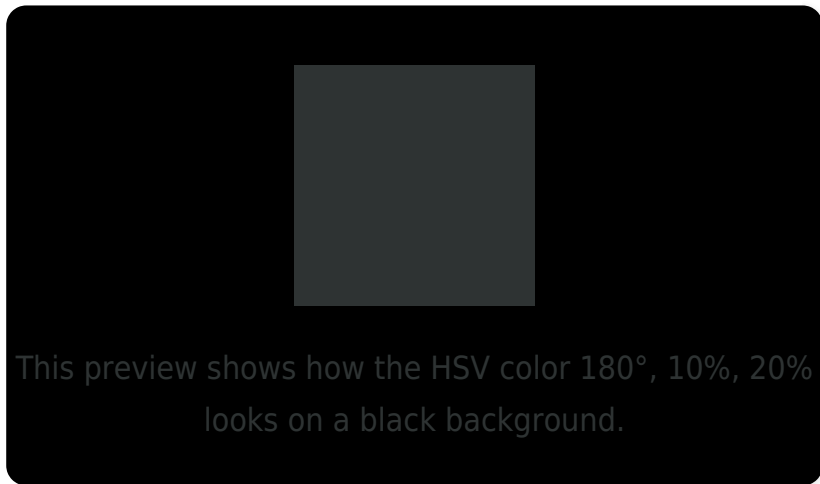 This preview shows how the HSV color 180°, 10%, 20%
looks on a black background.